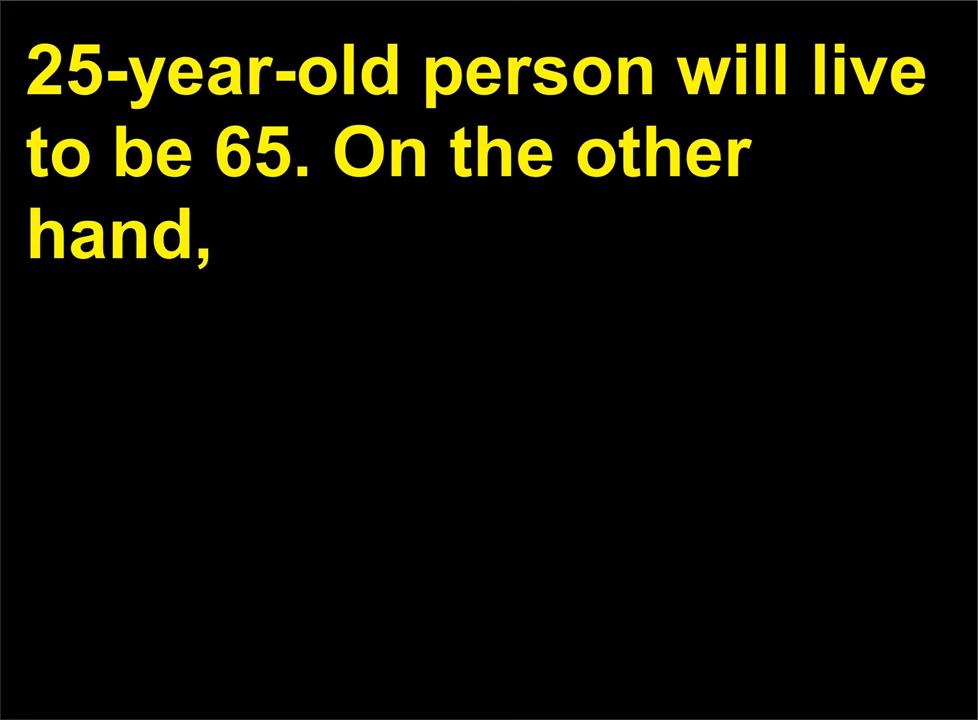 25-year-old person will live
to be 65. On the other
hand,